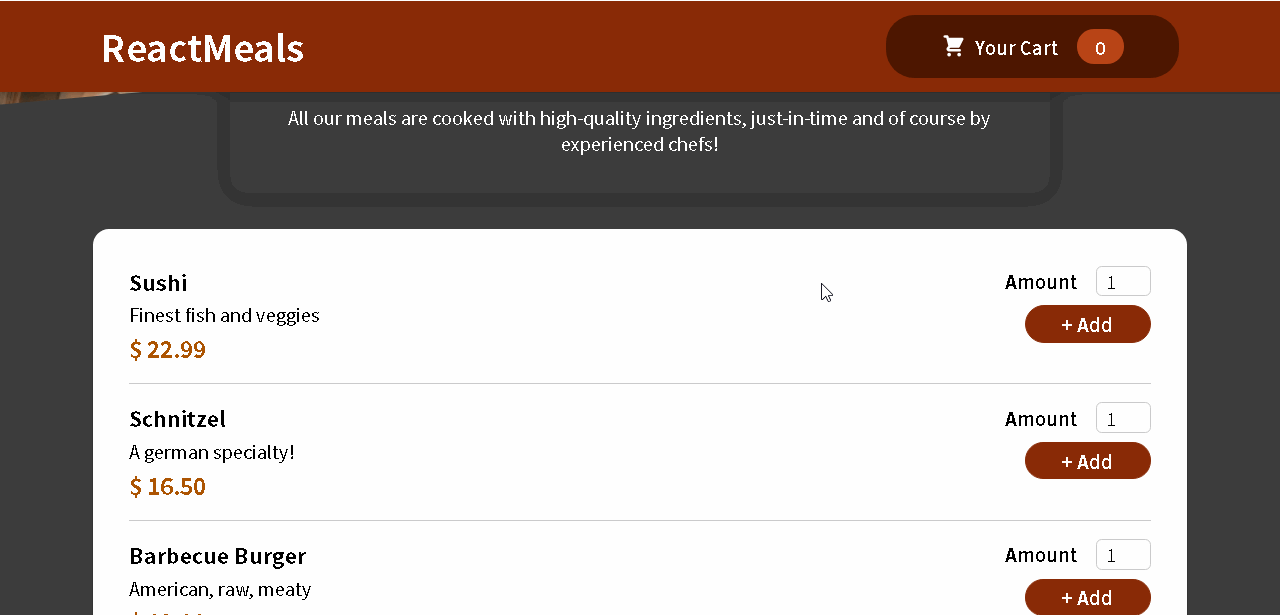 ReactMeals
Your Cart 0
All our meals are cooked with high-quality ingredients, just-in-time and of course by
experienced chefs!
Sushi
Amount 1
Finest fish and veggies
+ Add
$ 22.99
Schnitzel
Amount 1
A german specialty!
+ Add
$ 16.50
Barbecue Burger
Amount 1
American, raw, meaty
+ Add